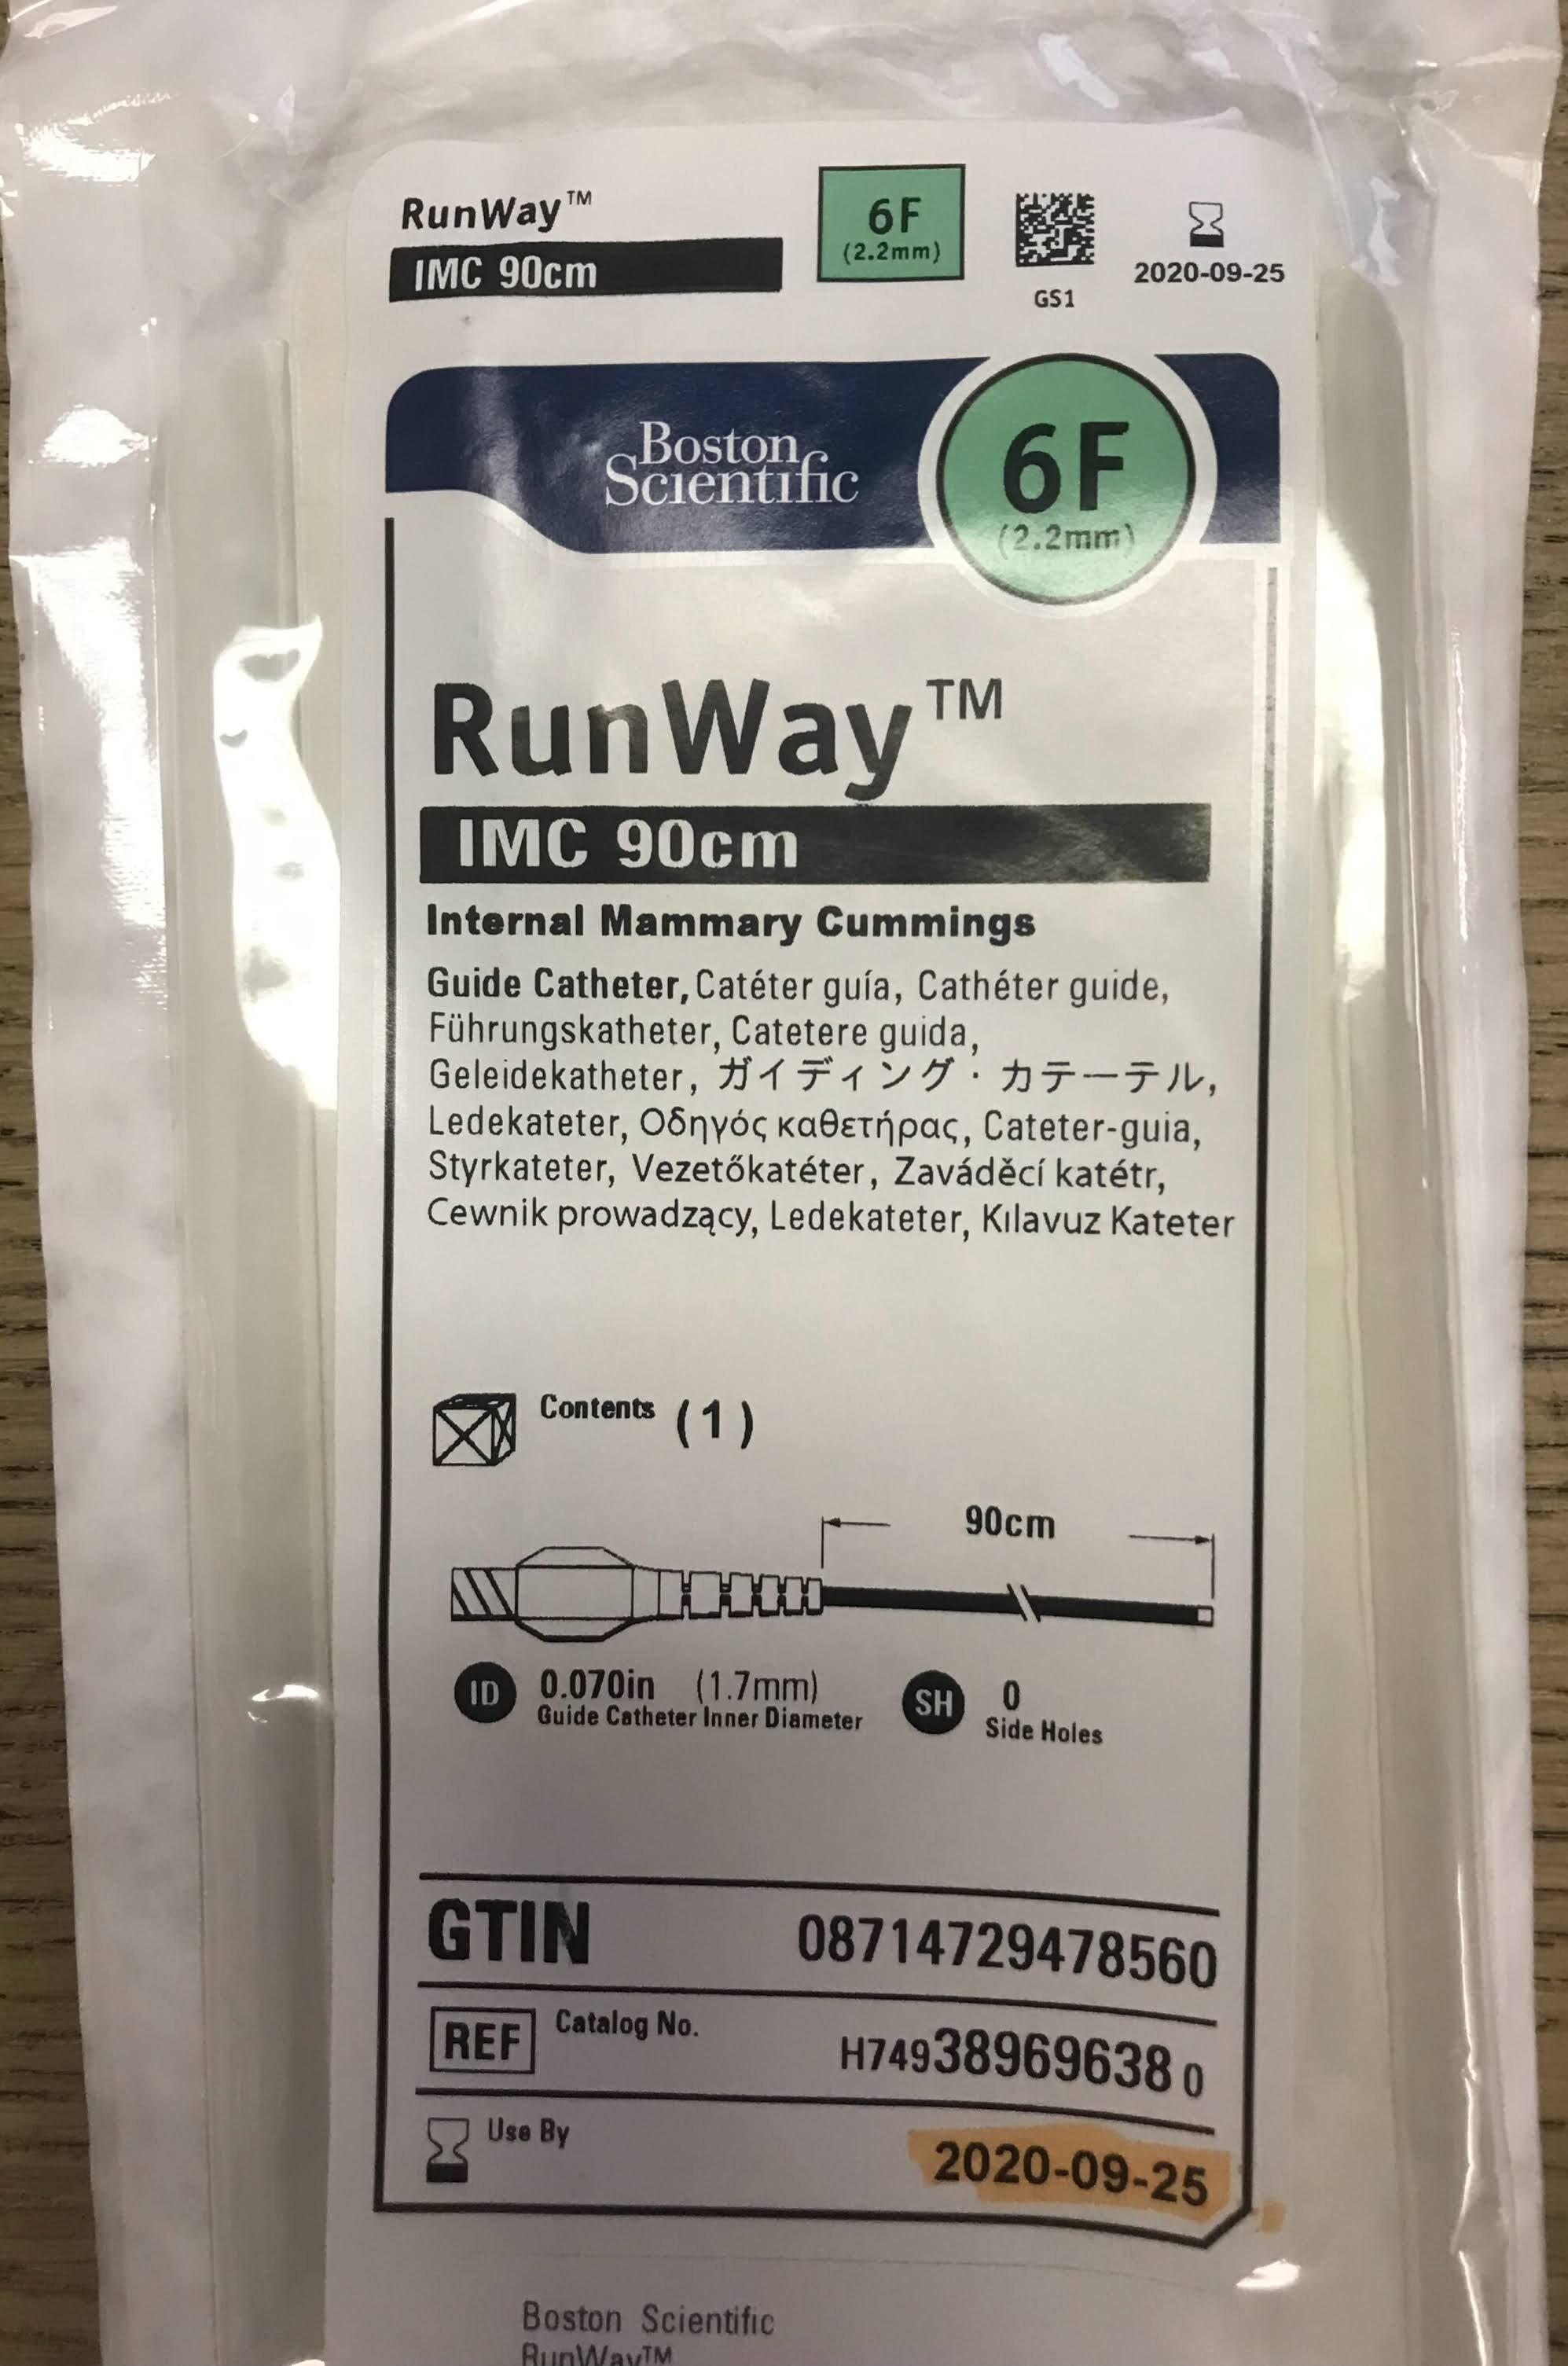 RunWay™
IMC 90cm
6F
(2.2mm)
GS1
2020-09-25
Boston
Scientific
6F
(2.2mm)
RunWay™
IMC 90cm
Internal Mammary Cummings
Guide Catheter, Catéter guía, Cathéter guide,
Führungskatheter, Catetere guida,
Geleidekatheter, ガイディング・カテーテル,
Ledekateter, Οδηγός καθετήρας, Cateter-guia,
Styrkateter, Vezetőkatéter, Zaváděcí katétr,
Cewnik prowadzący, Ledekateter, Kılavuz Kateter
Contents (1)
90cm
ID 0.070in (1.7mm)
Guide Catheter Inner Diameter
SH 0
Side Holes
GTIN 08714729478560
REF Catalog No. H749389696380
Use By 2020-09-25
Boston Scientific
RunWay™